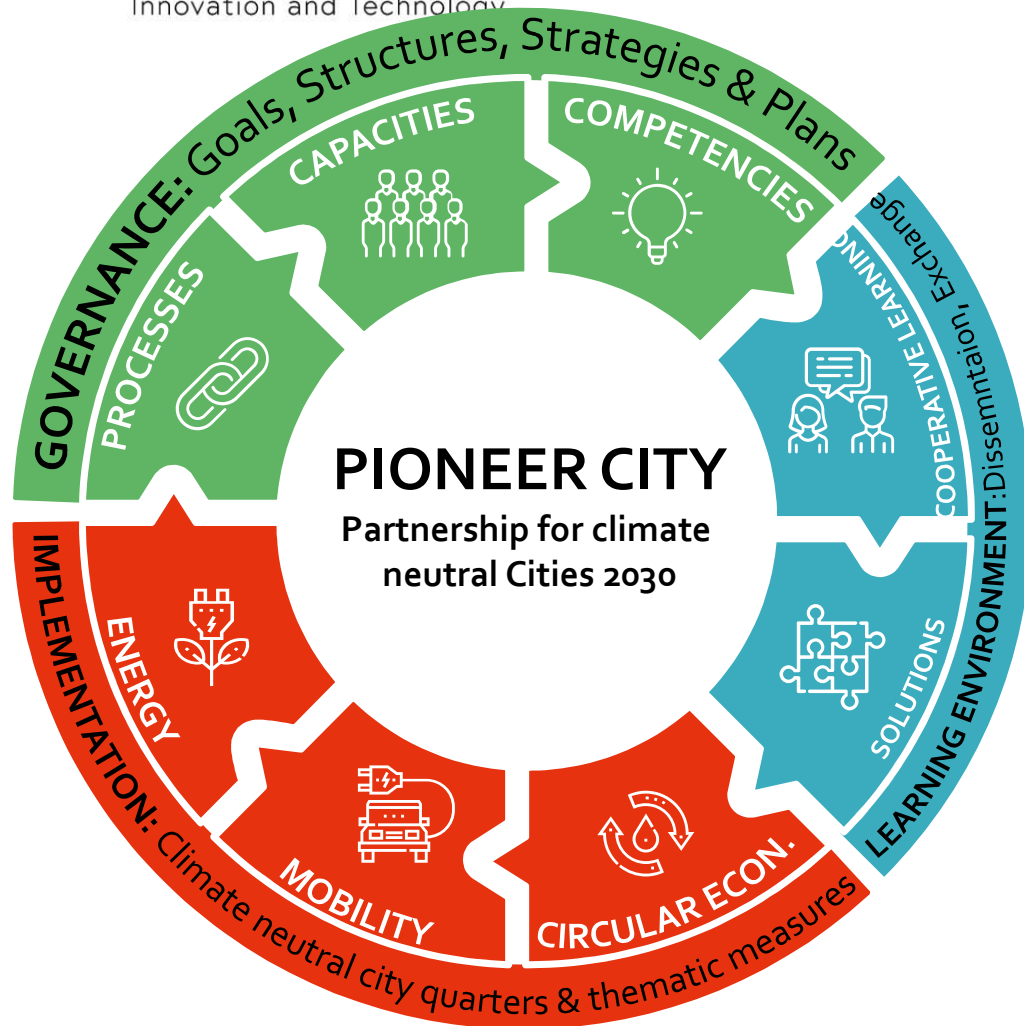 Innovation and Technology
GOVERNANCE: Goals, Structures, Strategies & Plans
PROCESSES
CAPACITIES
COMPETENCIES
COOPERATIVE LEARNING
LEARNING ENVIRONMENT:Dissemntaion, Exchange
SOLUTIONS
PIONEER CITY
Partnership for climate
neutral Cities 2030
ENERGY
MOBILITY
CIRCULAR ECON.
IMPLEMENTATION: Climate neutral city quarters & thematic measures